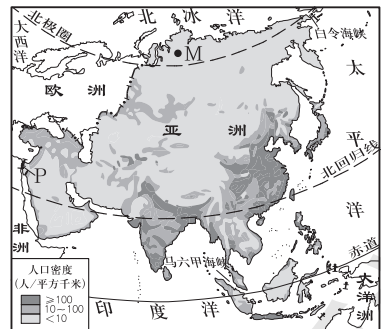 北冰洋
北极圈
大西洋
M
白令海峡
欧洲
太平洋
亚洲
北回归线
P
非洲
赤道
马六甲海峡
大洋洲
印度洋
人口密度
(人/平方千米)
≥100
10—100
<10